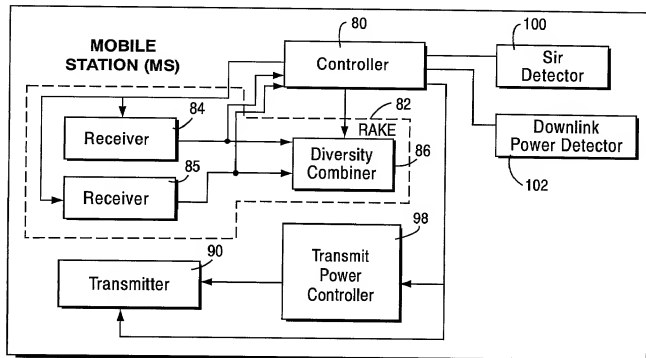 MOBILE
STATION (MS)
80
Controller
100
Sir
Detector
84
Receiver
82
RAKE
Diversity
Combiner
86
Downlink
Power Detector
102
85
Receiver
90
Transmitter
98
Transmit
Power
Controller